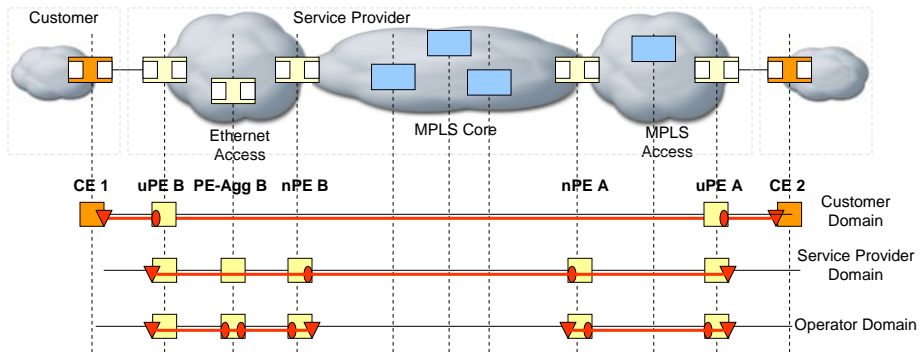 Customer
Service Provider
Ethernet
Access
MPLS Core
MPLS
Access
CE 1
uPE B
PE-Agg B
nPE B
nPE A
uPE A
CE 2
Customer
Domain
Service Provider
Domain
Operator Domain